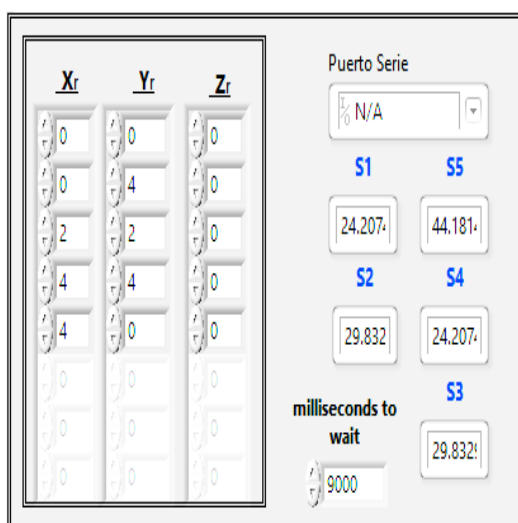 Xr Yr Zr
0 0 0
0 4 0
2 2 0
4 4 0
4 0 0
0 0 0
0 0 0
0 0 0
Puerto Serie
I/O N/A
S1 S5
24.207 44.181
S2 S4
29.832 24.207
S3
29.832
milliseconds to
wait
9000